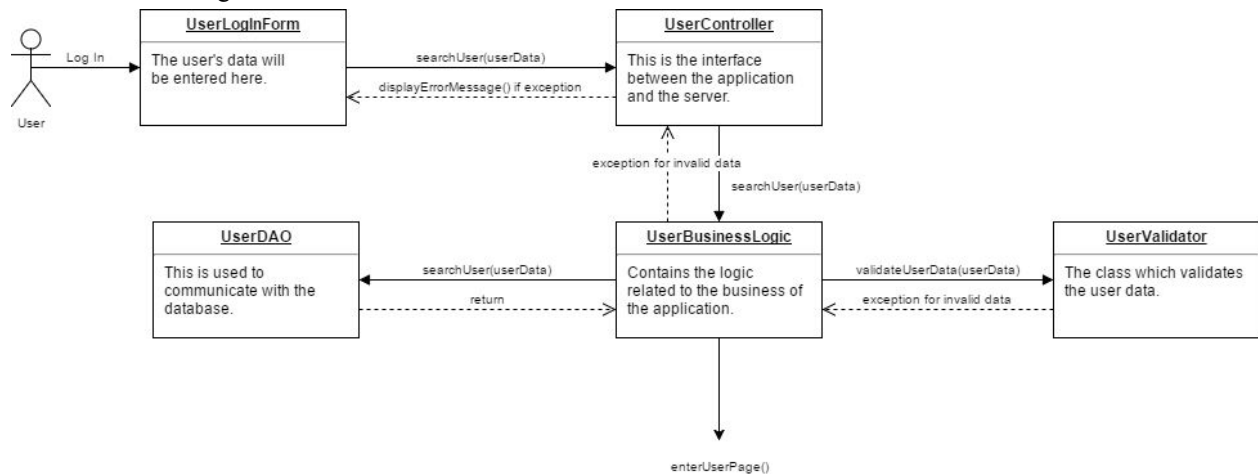 UserLogInForm
The user's data will
be entered here.
UserController
This is the interface
between the application
and the server.
Log In
User
searchUser(userData)
displayErrorMessage() if exception
exception for invalid data
searchUser(userData)
UserDAO
This is used to
communicate with the
database.
searchUser(userData)
return
UserBusinessLogic
Contains the logic
related to the business of
the application.
validateUserData(userData)
exception for invalid data
UserValidator
The class which validates
the user data.
enterUserPage()